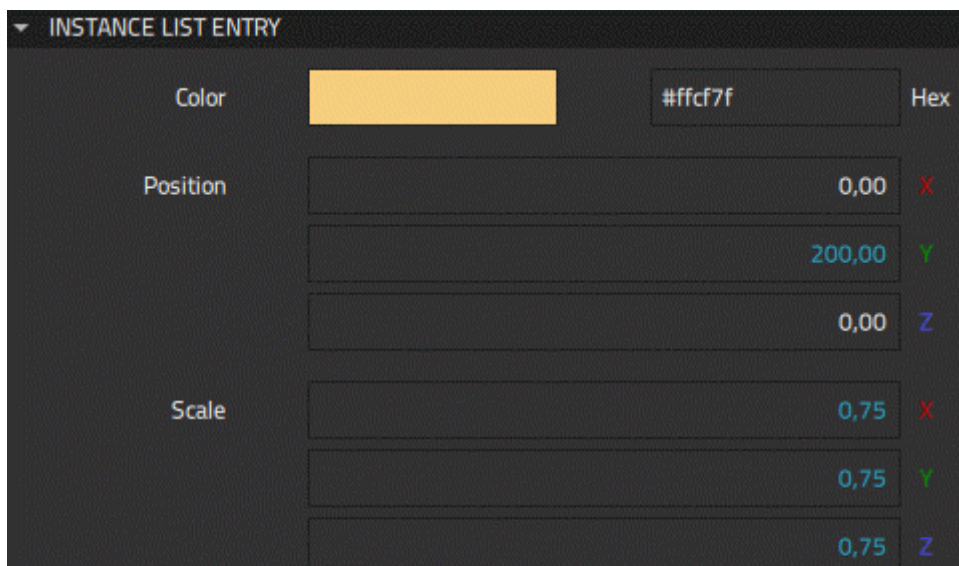 INSTANCE LIST ENTRY
Color #ffcf7f Hex
Position 0,00 X
200,00 Y
0,00 Z
Scale 0,75 X
0,75 Y
0,75 Z